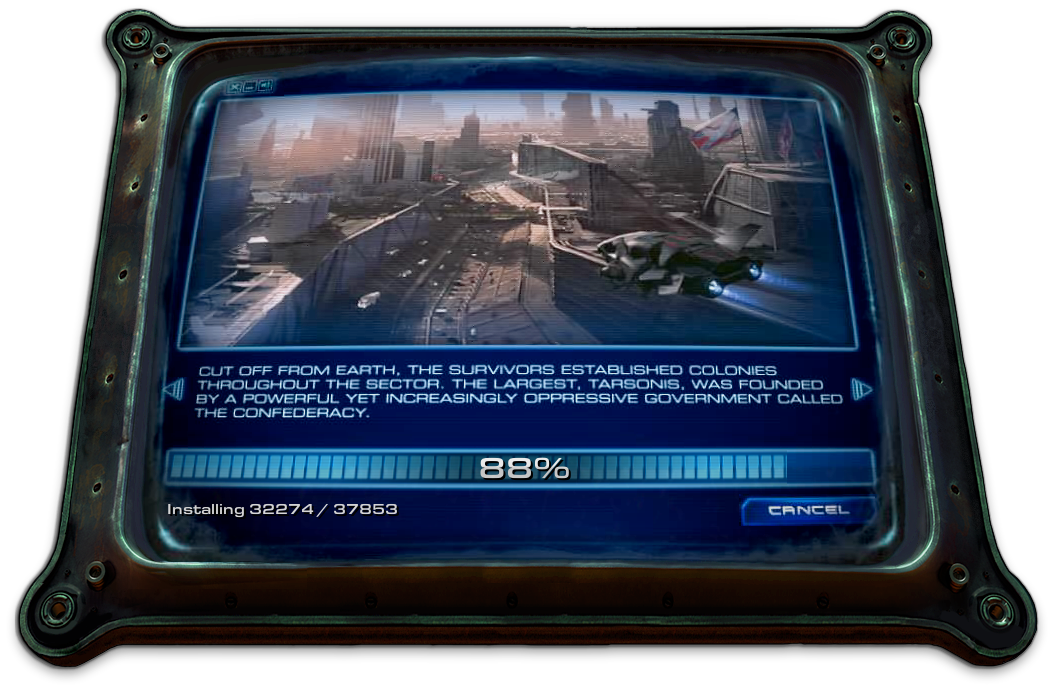 CUT OFF FROM EARTH, THE SURVIVORS ESTABLISHED COLONIES
THROUGHOUT THE SECTOR. THE LARGEST, TARSONIS, WAS FOUNDED
BY A POWERFUL YET INCREASINGLY OPPRESSIVE GOVERNMENT CALLED
THE CONFEDERACY.
88%
Installing 32274 / 37853
CANCEL